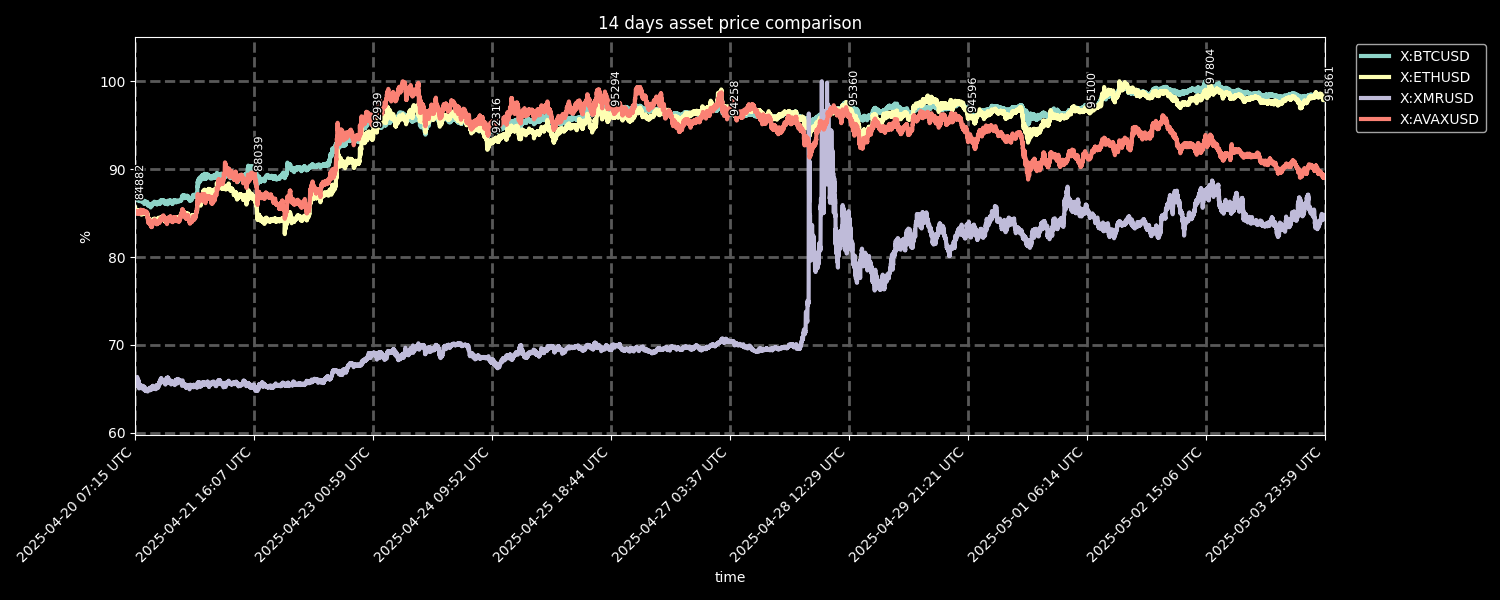 14 days asset price comparison
X:BTCUSD
X:ETHUSD
X:XMRUSD
X:AVAXUSD
100
90
80
70
60
%
84882
88039
92939
92316
95294
94258
95360
94596
95100
97804
95861
2025-04-20 07:15 UTC
2025-04-21 16:07 UTC
2025-04-23 00:59 UTC
2025-04-24 09:52 UTC
2025-04-25 18:44 UTC
2025-04-27 03:37 UTC
2025-04-28 12:29 UTC
2025-04-29 21:21 UTC
2025-05-01 06:14 UTC
2025-05-02 15:06 UTC
2025-05-03 23:59 UTC
time